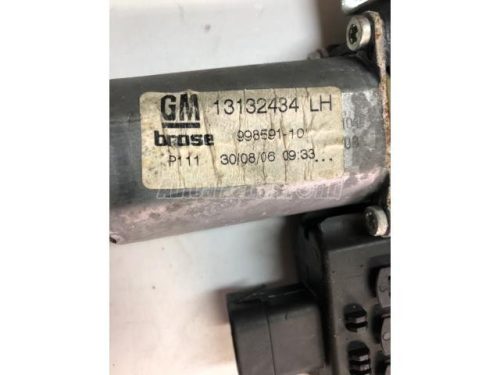 GM 13132434 LH
brose 998591-10
P111 30/08/06 09:33...